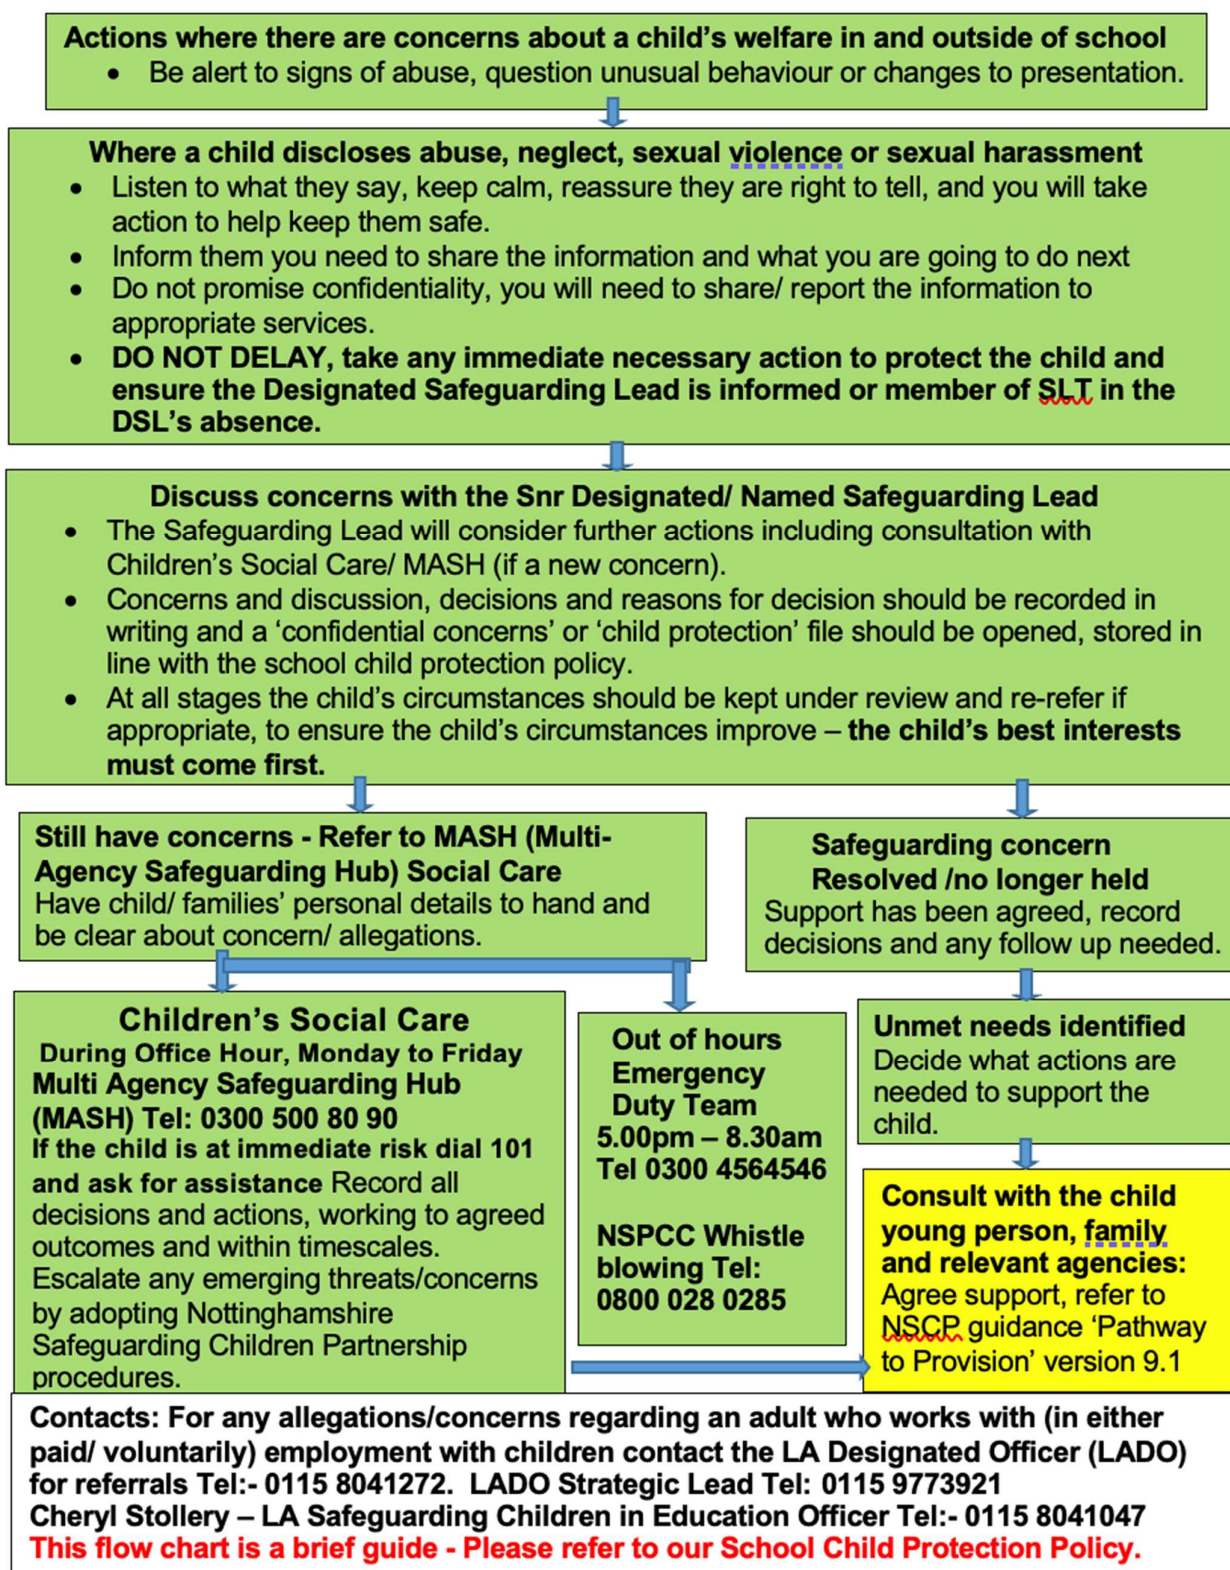 Actions where there are concerns about a child's welfare in and outside of school
• Be alert to signs of abuse, question unusual behaviour or changes to presentation.
Where a child discloses abuse, neglect, sexual violence or sexual harassment
• Listen to what they say, keep calm, reassure they are right to tell, and you will take
action to help keep them safe.
• Inform them you need to share the information and what you are going to do next
• Do not promise confidentiality, you will need to share/ report the information to
appropriate services.
• DO NOT DELAY, take any immediate necessary action to protect the child and
ensure the Designated Safeguarding Lead is informed or member of SLT in the
DSL's absence.
Discuss concerns with the Snr Designated/ Named Safeguarding Lead
• The Safeguarding Lead will consider further actions including consultation with
Children's Social Care/ MASH (if a new concern).
• Concerns and discussion, decisions and reasons for decision should be recorded in
writing and a 'confidential concerns' or 'child protection' file should be opened, stored in
line with the school child protection policy.
• At all stages the child's circumstances should be kept under review and re-refer if
appropriate, to ensure the child's circumstances improve – the child's best interests
must come first.
Still have concerns - Refer to MASH (Multi-
Agency Safeguarding Hub) Social Care
Have child/ families' personal details to hand and
be clear about concern/ allegations.
Safeguarding concern
Resolved /no longer held
Support has been agreed, record
decisions and any follow up needed.
Children's Social Care
During Office Hour, Monday to Friday
Multi Agency Safeguarding Hub
(MASH) Tel: 0300 500 80 90
If the child is at immediate risk dial 101
and ask for assistance Record all
decisions and actions, working to agreed
outcomes and within timescales.
Escalate any emerging threats/concerns
by adopting Nottinghamshire
Safeguarding Children Partnership
procedures.
Out of hours
Emergency
Duty Team
5.00pm – 8.30am
Tel 0300 4564546
NSPCC Whistle
blowing Tel:
0800 028 0285
Unmet needs identified
Decide what actions are
needed to support the
child.
Consult with the child
young person, family
and relevant agencies:
Agree support, refer to
NSCP guidance 'Pathway
to Provision' version 9.1
Contacts: For any allegations/concerns regarding an adult who works with (in either
paid/ voluntarily) employment with children contact the LA Designated Officer (LADO)
for referrals Tel:- 0115 8041272. LADO Strategic Lead Tel: 0115 9773921
Cheryl Stollery – LA Safeguarding Children in Education Officer Tel:- 0115 8041047
This flow chart is a brief guide - Please refer to our School Child Protection Policy.